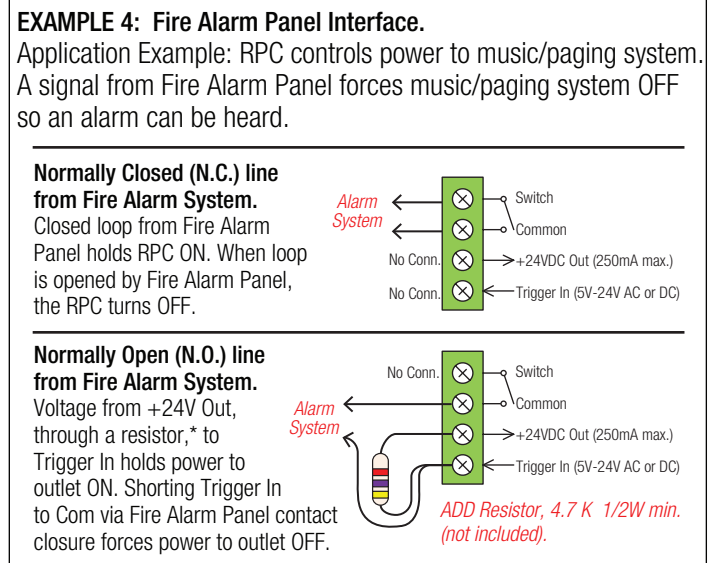 EXAMPLE 4: Fire Alarm Panel Interface.
Application Example: RPC controls power to music/paging system.
A signal from Fire Alarm Panel forces music/paging system OFF
so an alarm can be heard.
Normally Closed (N.C.) line
from Fire Alarm System.
Closed loop from Fire Alarm
Panel holds RPC ON. When loop
is opened by Fire Alarm Panel,
the RPC turns OFF.
Alarm
System
No Conn.
No Conn.
Switch
Common
+24VDC Out (250mA max.)
Trigger In (5V-24V AC or DC)
Normally Open (N.O.) line
from Fire Alarm System.
Voltage from +24V Out,
through a resistor,* to
Trigger In holds power to
outlet ON. Shorting Trigger In
to Com via Fire Alarm Panel contact
closure forces power to outlet OFF.
No Conn.
Alarm
System
Switch
Common
+24VDC Out (250mA max.)
Trigger In (5V-24V AC or DC)
ADD Resistor, 4.7 K 1/2W min.
(not included).